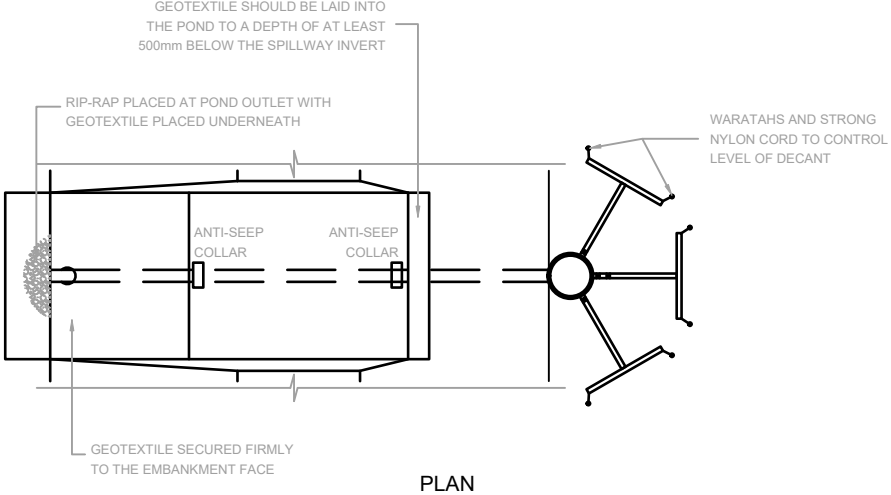 GEOTEXTILE SHOULD BE LAID INTO
THE POND TO A DEPTH OF AT LEAST
500mm BELOW THE SPILLWAY INVERT
RIP-RAP PLACED AT POND OUTLET WITH
GEOTEXTILE PLACED UNDERNEATH
WARATAHS AND STRONG
NYLON CORD TO CONTROL
LEVEL OF DECANT
ANTI-SEEP
COLLAR
ANTI-SEEP
COLLAR
GEOTEXTILE SECURED FIRMLY
TO THE EMBANKMENT FACE
PLAN